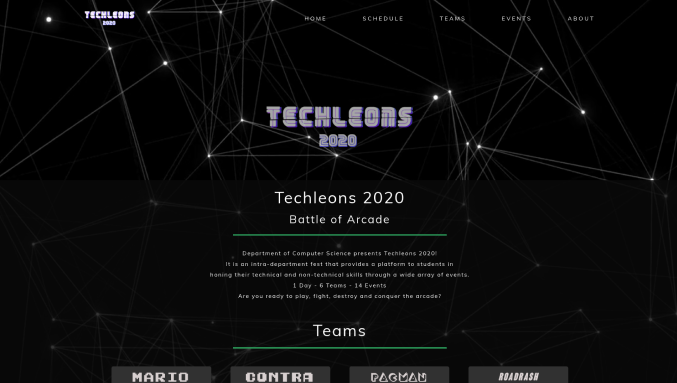 TECHLEONS
2020
HOME SCHEDULE TEAMS EVENTS ABOUT
TECHLEONS
2020
Techleons 2020
Battle of Arcade
Department of Computer Science presents Techleons 2020!
It is an intra-department fest that provides a platform to students in
honing their technical and non-technical skills through a wide array of events.
1 Day - 6 Teams - 14 Events
Are you ready to play, fight, destroy and conquer the arcade?
Teams
MARIO CONTRA PACMAN ROADRASH